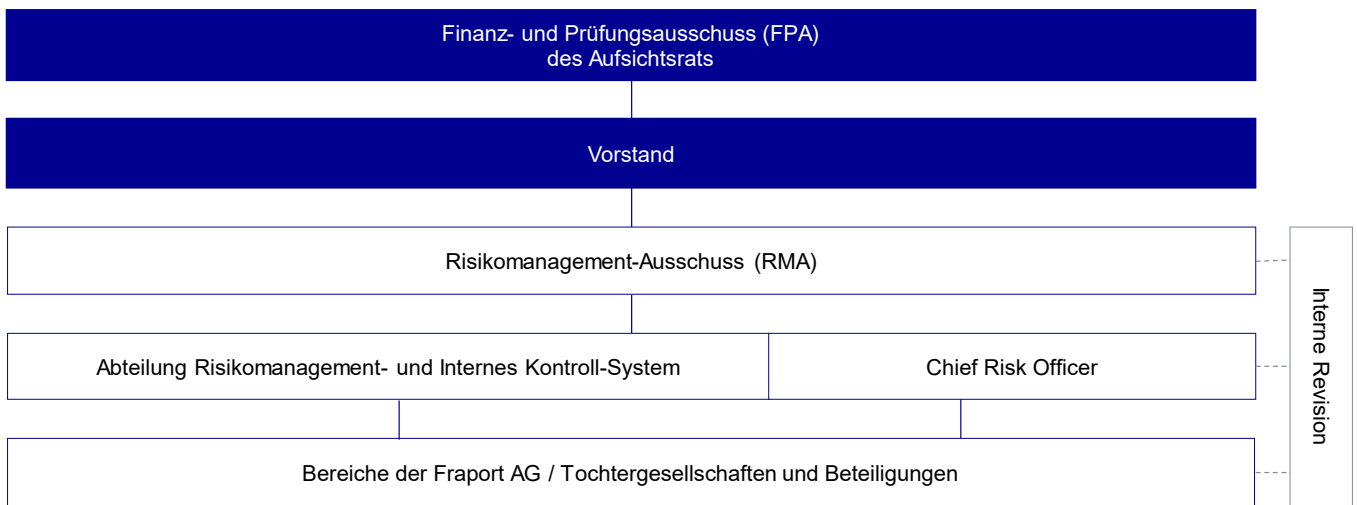 Finanz- und Prüfungsausschuss (FPA)
des Aufsichtsrats
Vorstand
Risikomanagement-Ausschuss (RMA)
Abteilung Risikomanagement- und Internes Kontroll-System
Chief Risk Officer
Bereiche der Fraport AG / Tochtergesellschaften und Beteiligungen
Interne Revision